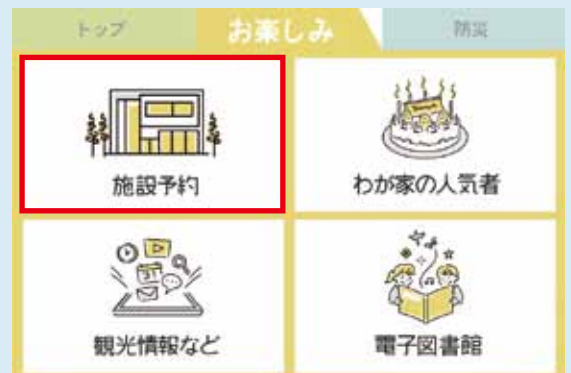 トップ
お楽しみ
防災
施設予約
わが家の人気者
観光情報など
電子図書館